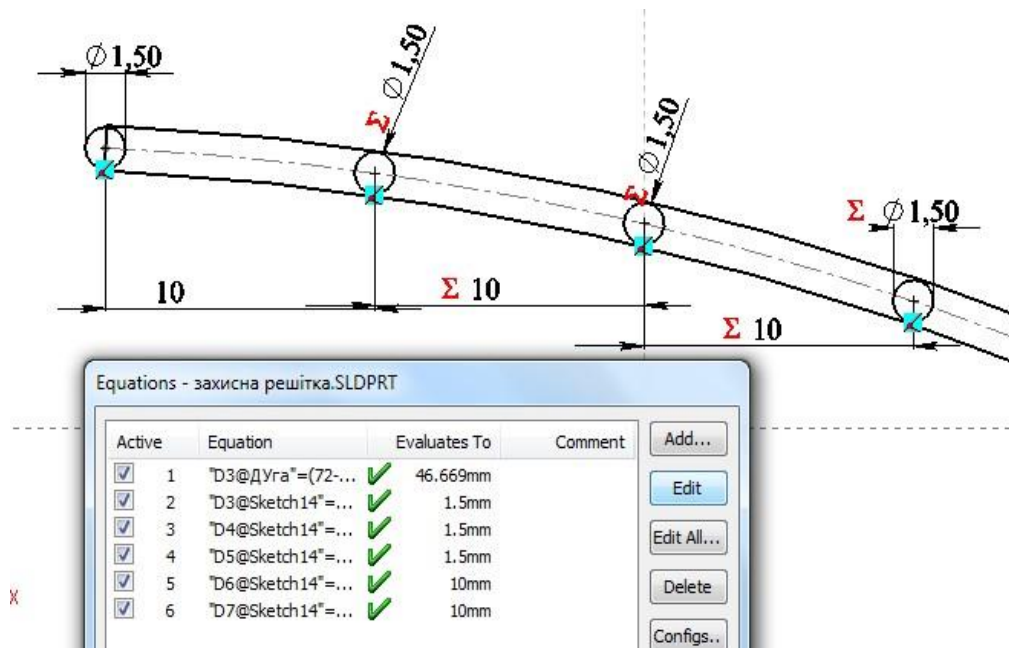 ∅ 1,50
Σ ∅ 1,50
Σ ∅ 1,50
Σ ∅ 1,50
10
Σ 10
Σ 10
Equations - захисна решітка.SLDPRT
Active Equation Evaluates To Comment
Add...
1 "D3@ДУга"=(72-... 46.669mm
Edit
2 "D3@Sketch14"=... 1.5mm
3 "D4@Sketch14"=... 1.5mm
Edit All...
4 "D5@Sketch14"=... 1.5mm
5 "D6@Sketch14"=... 10mm
Delete
6 "D7@Sketch14"=... 10mm
Configs..
x